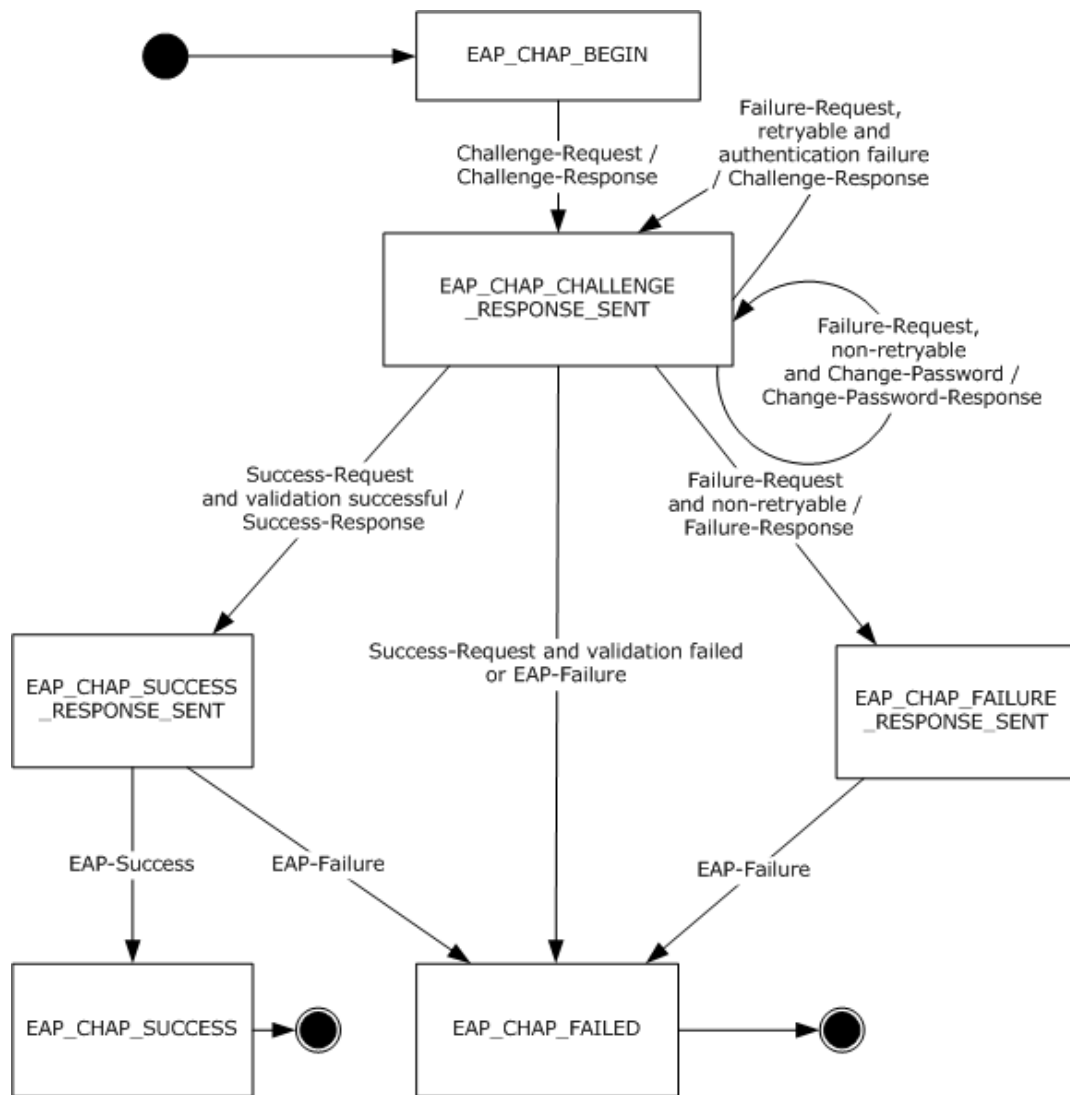 EAP_CHAP_BEGIN
Challenge-Request /
Challenge-Response
Failure-Request,
retryable and
authentication failure
/ Challenge-Response
EAP_CHAP_CHALLENGE
_RESPONSE_SENT
Failure-Request,
non-retryable
and Change-Password /
Change-Password-Response
Success-Request
and validation successful /
Success-Response
Failure-Request
and non-retryable /
Failure-Response
Success-Request and validation failed
or EAP-Failure
EAP_CHAP_SUCCESS
_RESPONSE_SENT
EAP_CHAP_FAILURE
_RESPONSE_SENT
EAP-Success
EAP-Failure
EAP-Failure
EAP_CHAP_SUCCESS
EAP_CHAP_FAILED